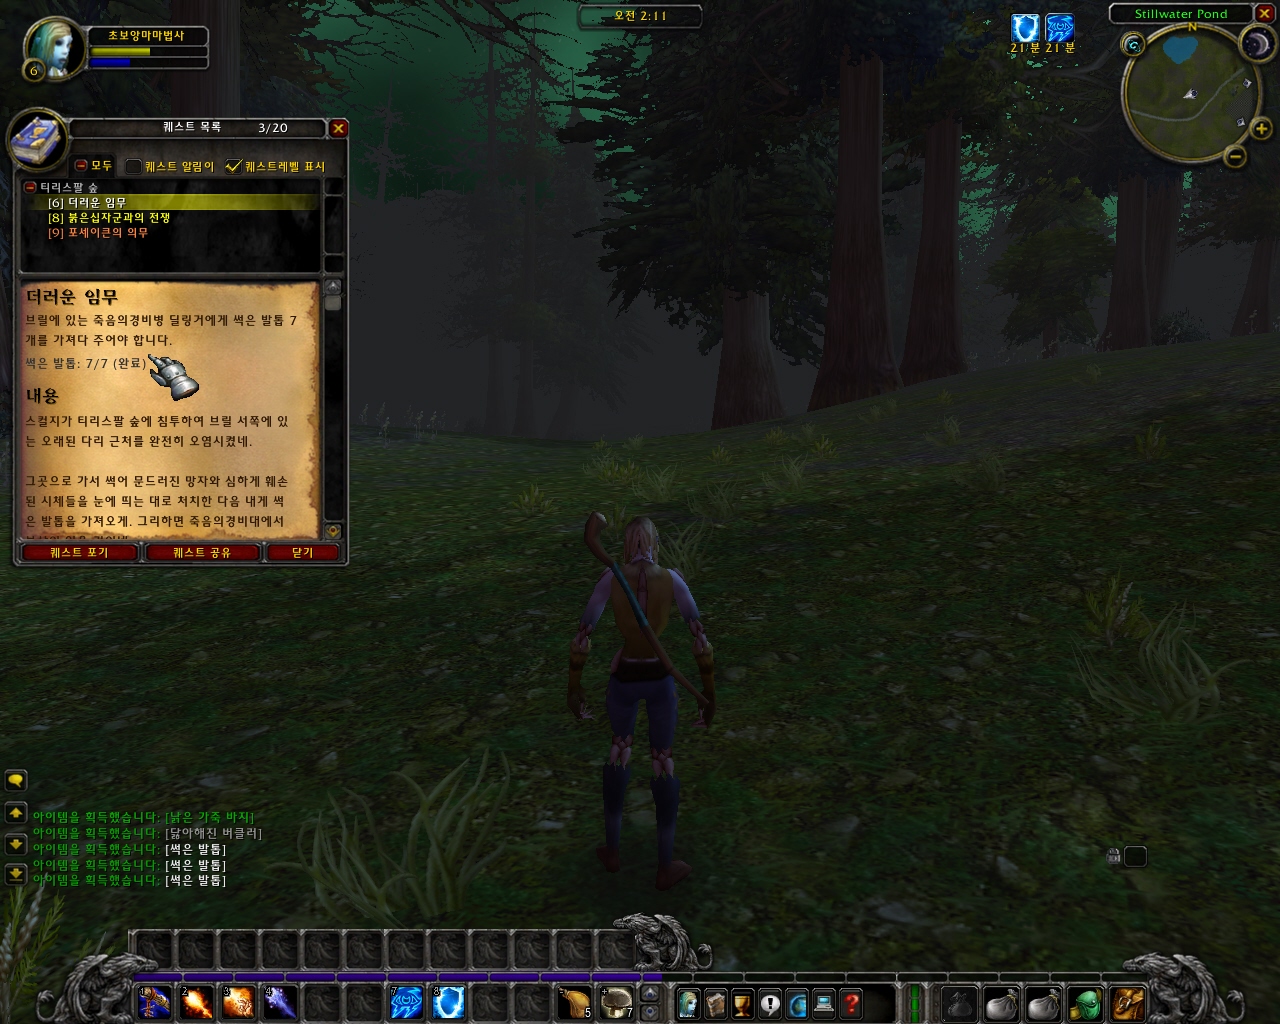 오전 2:11
초보양마마법사
6
21 분 21 분
Stillwater Pond
N
퀘스트 목록 3/20
모두 퀘스트 알림이 퀘스트레벨 표시
티리스팔 숲
[6] 더러운 임무
[8] 붉은십자군과의 전쟁
[9] 포세이큰의 의무
더러운 임무
브릴에 있는 죽음의경비병 딜링거에게 썩은 발톱 7
개를 가져다 주어야 합니다.
썩은 발톱: 7/7 (완료)
내용
스컬지가 티리스팔 숲에 침투하여 브릴 서쪽에 있
는 오래된 다리 근처를 완전히 오염시켰네.
그곳으로 가서 썩어 문드러진 망자와 심하게 훼손
된 시체들을 눈에 띄는 대로 처치한 다음 내게 썩
은 발톱을 가져오게. 그리하면 죽음의경비대에서
퀘스트 포기 퀘스트 공유 닫기
아이템을 획득했습니다: [낡은 가죽 바지]
아이템을 획득했습니다: [닳아해진 버클러]
아이템을 획득했습니다: [썩은 발톱]
아이템을 획득했습니다: [썩은 발톱]
아이템을 획득했습니다: [썩은 발톱]
1 2 3 4 7 8 - 5 + 7